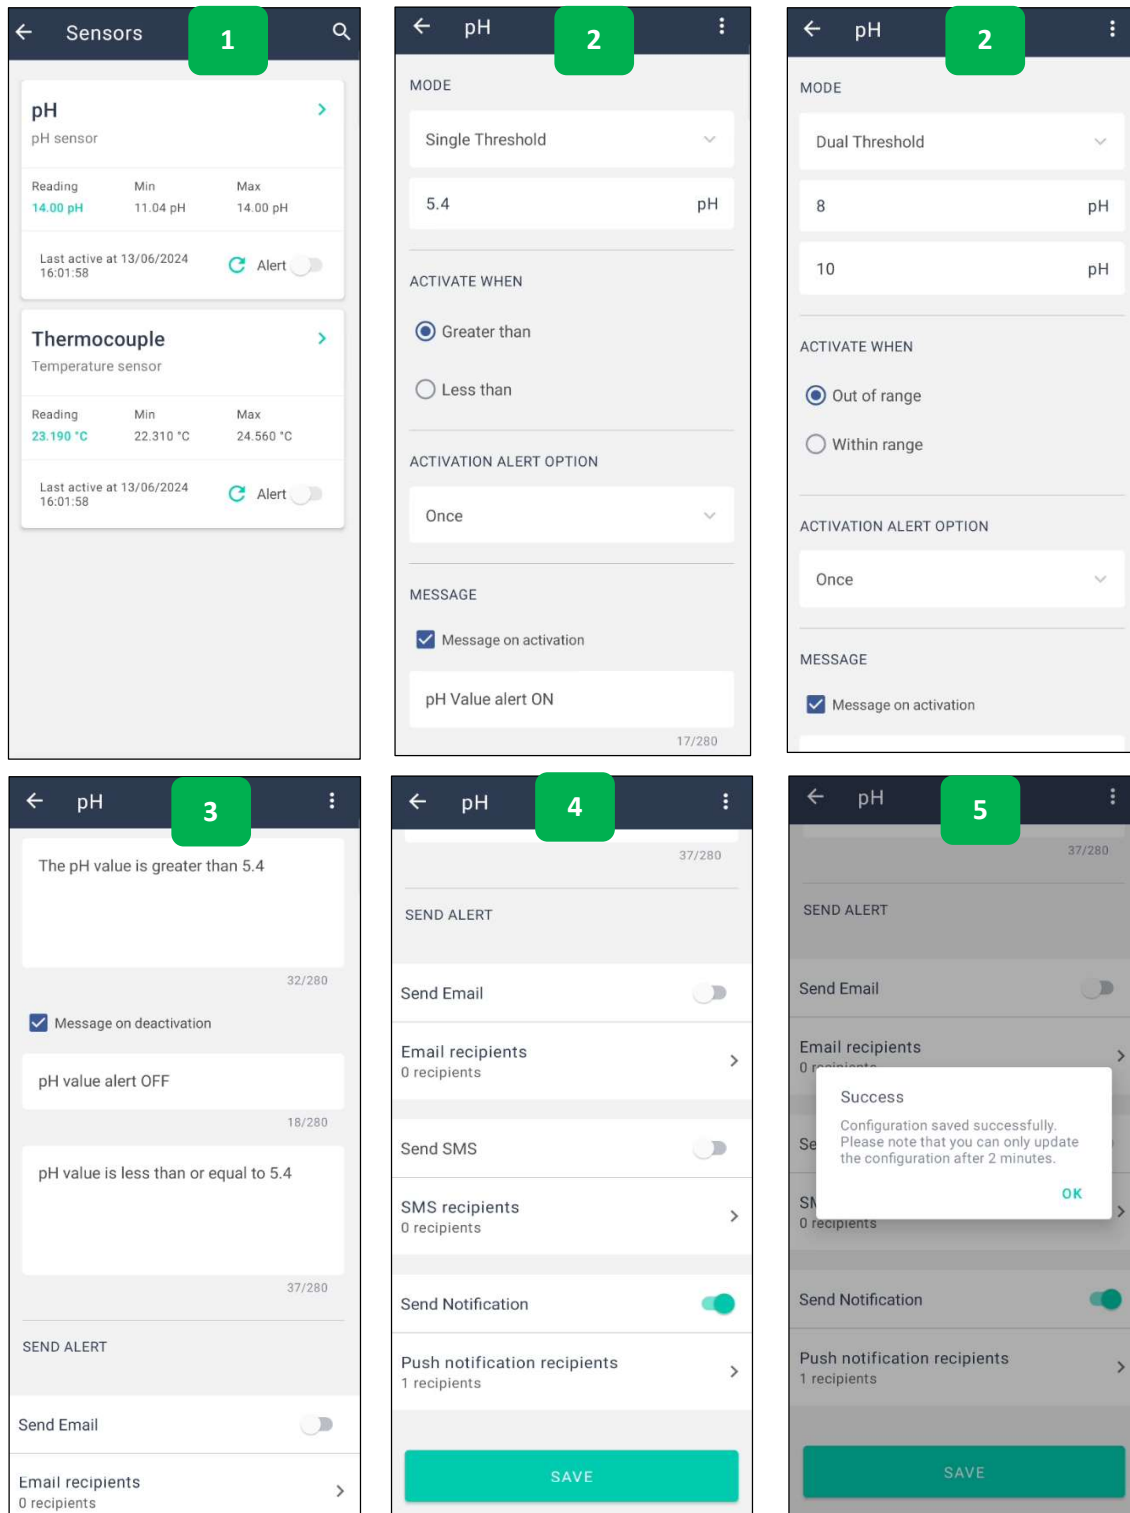 Sensors
1
pH
pH sensor
Reading Min Max
14.00 pH 11.04 pH 14.00 pH
Last active at 13/06/2024
16:01:58
Alert
Thermocouple
Temperature sensor
Reading Min Max
23.190 °C 22.310 °C 24.560 °C
Last active at 13/06/2024
16:01:58
Alert
pH
2
MODE
Single Threshold
5.4 pH
ACTIVATE WHEN
Greater than
Less than
ACTIVATION ALERT OPTION
Once
MESSAGE
Message on activation
pH Value alert ON
17/280
pH
2
MODE
Dual Threshold
8 pH
10 pH
ACTIVATE WHEN
Out of range
Within range
ACTIVATION ALERT OPTION
Once
MESSAGE
Message on activation
pH
3
The pH value is greater than 5.4
32/280
Message on deactivation
pH value alert OFF
18/280
pH value is less than or equal to 5.4
37/280
SEND ALERT
Send Email
Email recipients
0 recipients
pH
4
37/280
SEND ALERT
Send Email
Email recipients
0 recipients
Send SMS
SMS recipients
0 recipients
Send Notification
Push notification recipients
1 recipients
SAVE
pH
5
37/280
SEND ALERT
Send Email
Email recipients
0 recipients
Success
Configuration saved successfully.
Please note that you can only update
the configuration after 2 minutes.
OK
Se
SM
0 recipients
Send Notification
Push notification recipients
1 recipients
SAVE